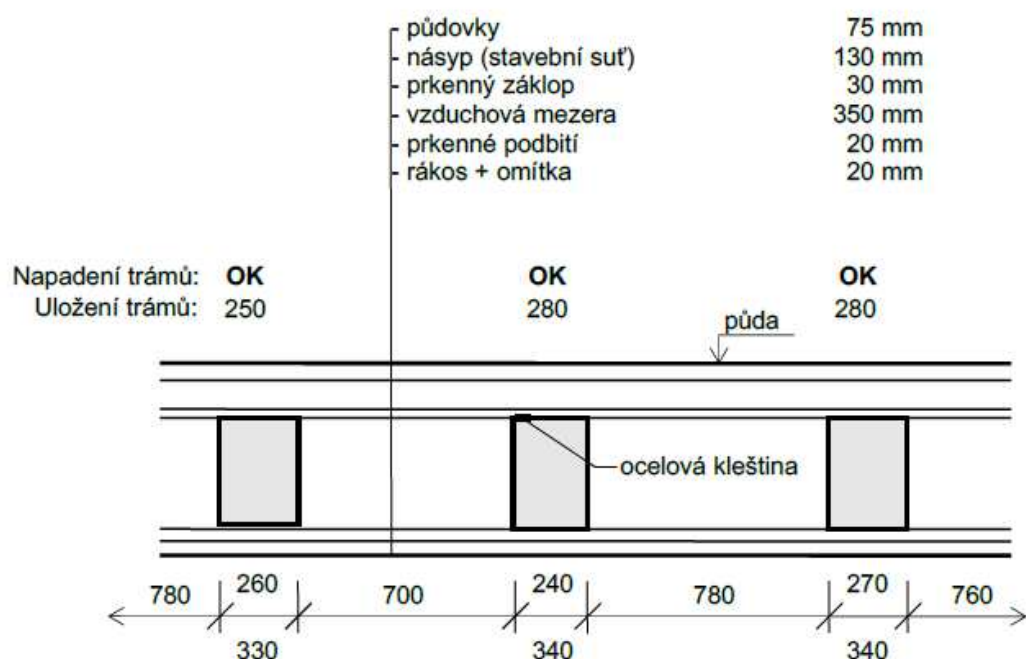 půdovky 75 mm
násyp (stavební suť) 130 mm
prkenný záklop 30 mm
vzduchová mezera 350 mm
prkenné podbití 20 mm
rákos + omítka 20 mm
Napadení trámů: OK OK OK
Uložení trámů: 250 280 280
půda
ocelová kleština
780 260 700 240 780 270 760
330 340 340